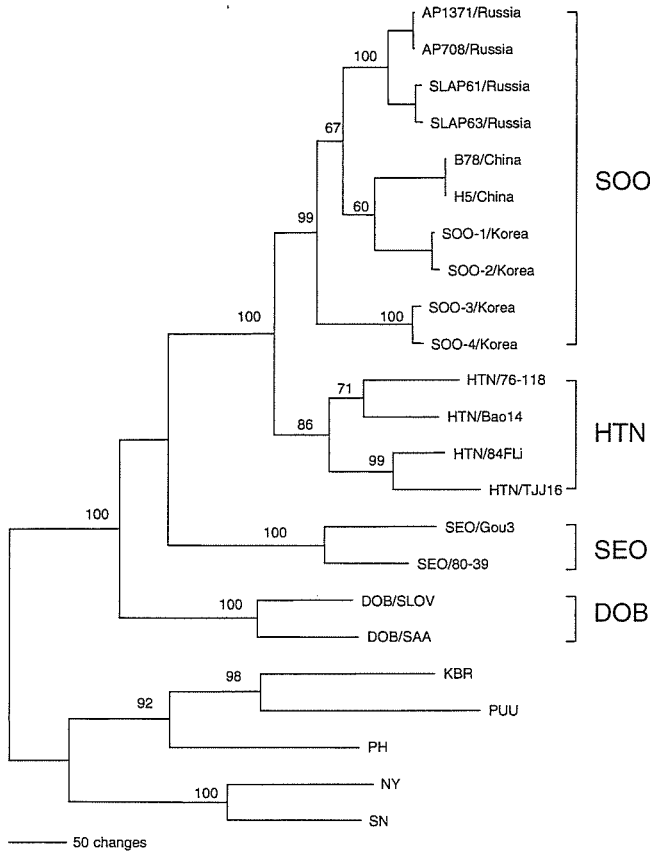 AP1371/Russia
AP708/Russia
100
SLAP61/Russia
SLAP63/Russia
67
B78/China
SOO
H5/China
60
99
SOO-1/Korea
SOO-2/Korea
SOO-3/Korea
100
100
SOO-4/Korea
HTN/76-118
71
HTN/Bao14
86
HTN
HTN/84FLi
99
HTN/TJJ16
100
SEO/Gou3
100
SEO
SEO/80-39
DOB/SLOV
100
DOB
DOB/SAA
KBR
98
PUU
92
PH
NY
100
SN
50 changes